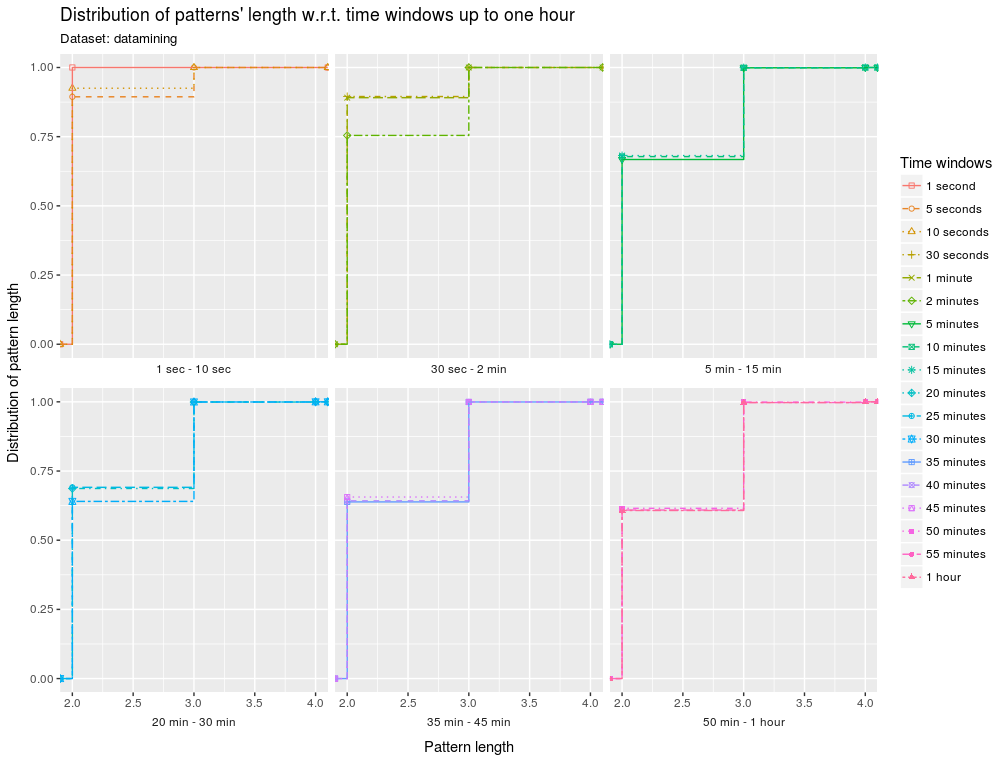 Distribution of patterns' length w.r.t. time windows up to one hour
Dataset: datamining
Distribution of pattern length
1.00
0.75
0.50
0.25
0.00
1 sec - 10 sec
30 sec - 2 min
5 min - 15 min
1.00
0.75
0.50
0.25
0.00
2.0 2.5 3.0 3.5 4.0
2.0 2.5 3.0 3.5 4.0
2.0 2.5 3.0 3.5 4.0
20 min - 30 min
35 min - 45 min
50 min - 1 hour
Pattern length
Time windows
1 second
5 seconds
10 seconds
30 seconds
1 minute
2 minutes
5 minutes
10 minutes
15 minutes
20 minutes
25 minutes
30 minutes
35 minutes
40 minutes
45 minutes
50 minutes
55 minutes
1 hour